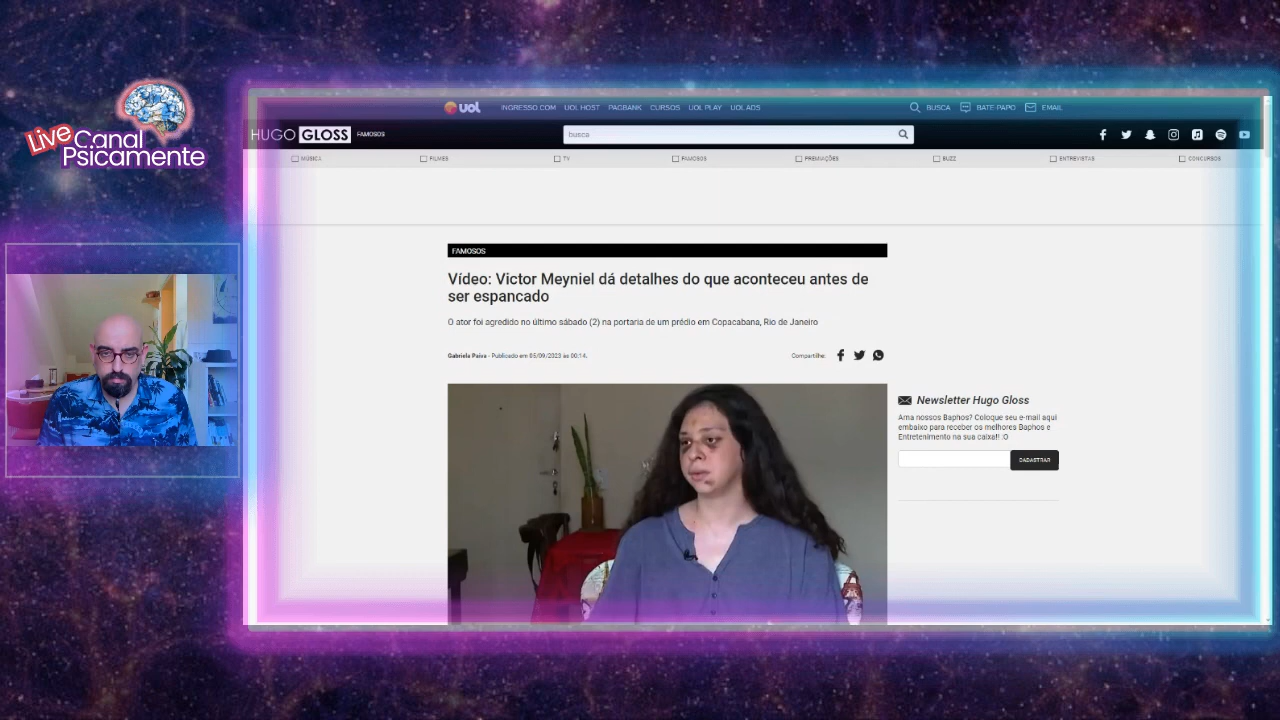 Live Canal
Psicamente
UOL
INGRESSO.COM UOL HOST PAGBANK CURSOS UOL PLAY UOL ADS
BUSCA BATE-PAPO EMAIL
HUGO GLOSS FAMOSOS
busca
MÚSICA FILMES TV FAMOSOS PREMIAÇÕES BUZZ ENTREVISTAS CONCURSOS
FAMOSOS
Vídeo: Victor Meyniel dá detalhes do que aconteceu antes de
ser espancado
O ator foi agredido no último sábado (2) na portaria de um prédio em Copacabana, Rio de Janeiro
Gabriela Paiva - Publicado em 05/09/2023 às 00:14.
Compartilhe:
Newsletter Hugo Gloss
Ama nossos Baphos? Coloque seu e-mail aqui
embaixo para receber os melhores Baphos e
Entretenimento na sua caixa!! :O
CADASTRAR